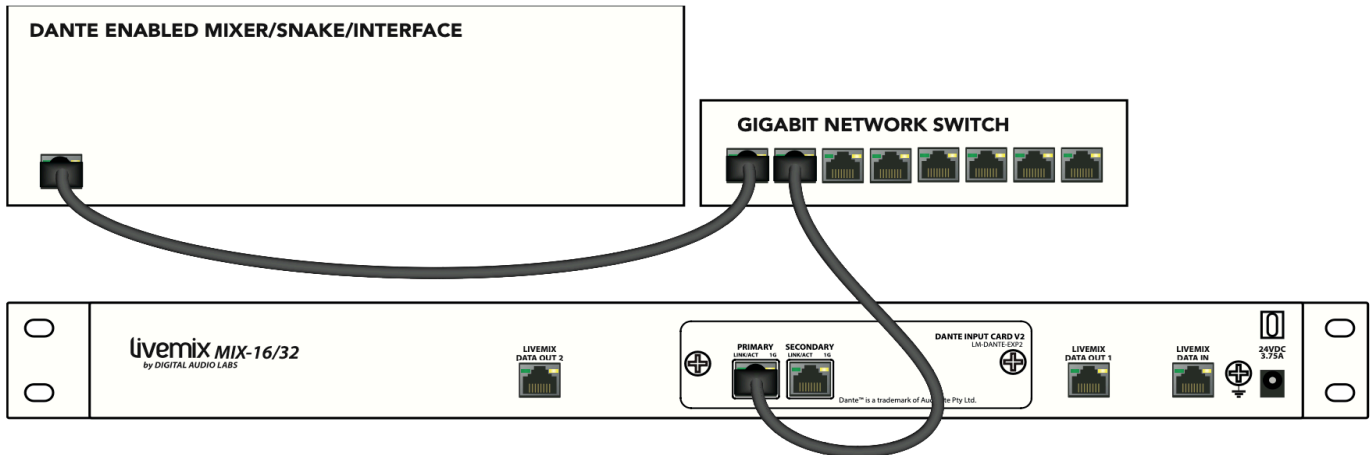 DANTE ENABLED MIXER/SNAKE/INTERFACE
GIGABIT NETWORK SWITCH
livemix MIX-16/32
by DIGITAL AUDIO LABS
LIVEMIX
DATA OUT 2
PRIMARY
LINK/ACT 1G
SECONDARY
LINK/ACT 1G
DANTE INPUT CARD V2
LM-DANTE-EXP2
Dante™ is a trademark of Pty Ltd.
LIVEMIX
DATA OUT 1
LIVEMIX
DATA IN
24VDC
3.75A